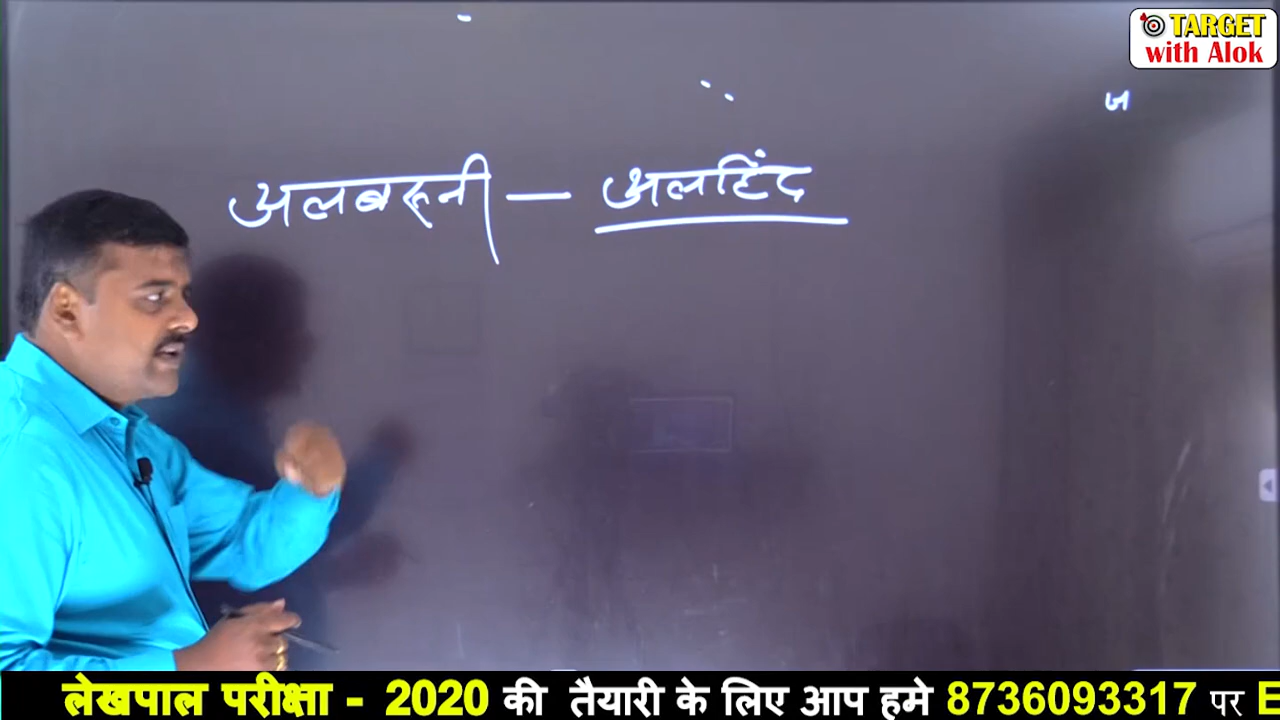 TARGET
with Alok
ज
अलबरूनी — अलहिंद
लेखपाल परीक्षा - 2020 की तैयारी के लिए आप हमे 8736093317 पर E